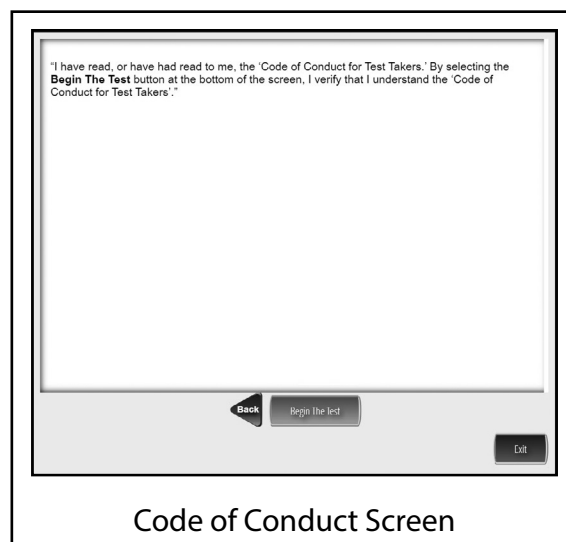 “I have read, or have had read to me, the ‘Code of Conduct for Test Takers.’ By selecting the
Begin The Test button at the bottom of the screen, I verify that I understand the ‘Code of
Conduct for Test Takers’.”
Back
Begin The Test
Exit
Code of Conduct Screen